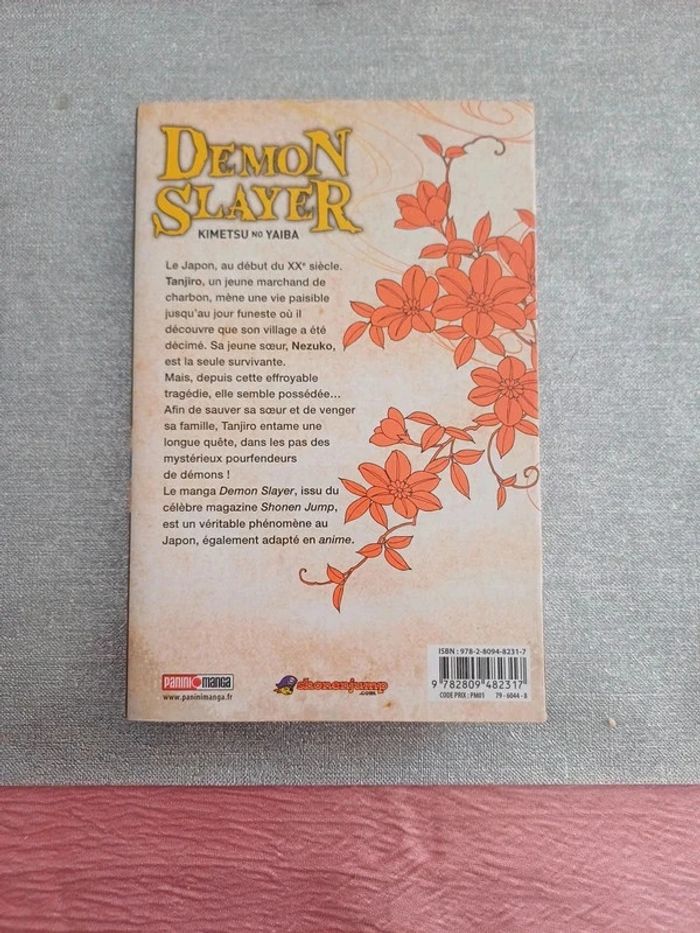 DEMON
SLAYER
KIMETSU NO YAIBA
Le Japon, au début du XXe siècle.
Tanjiro, un jeune marchand de
charbon, mène une vie paisible
jusqu'au jour funeste où il
découvre que son village a été
décimé. Sa jeune sœur, Nezuko,
est la seule survivante.
Mais, depuis cette effroyable
tragédie, elle semble possédée...
Afin de sauver sa sœur et de venger
sa famille, Tanjiro entame une
longue quête, dans les pas des
mystérieux pourfendeurs
de démons !
Le manga Demon Slayer, issu du
célèbre magazine Shonen Jump,
est un véritable phénomène au
Japon, également adapté en anime.
PANINI MANGA
www.paninimanga.fr
shonenjump
.com
ISBN : 978-2-8094-8231-7
9 782809 482317
CODE PRIX : PM01 79 - 6044 - 8